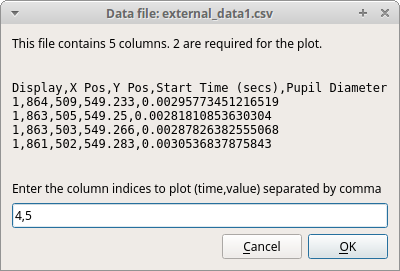 Data file: external_data1.csv
This file contains 5 columns. 2 are required for the plot.
Display,X Pos,Y Pos,Start Time (secs),Pupil Diameter
1,864,509,549.233,0.00295773451216519
1,863,505,549.25,0.00281810853630304
1,863,503,549.266,0.00287826382555068
1,861,502,549.283,0.0030536837875843
Enter the column indices to plot (time,value) separated by comma
4,5
Cancel OK